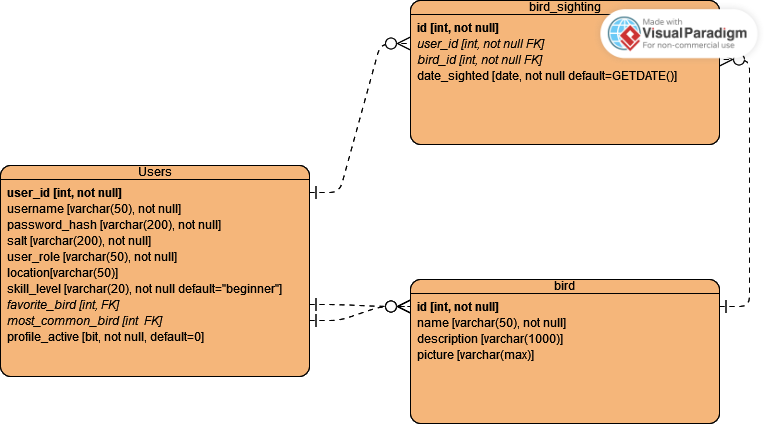 bird_sighting
id [int, not null]
user_id [int, not null FK]
bird_id [int, not null FK]
date_sighted [date, not null default=GETDATE()]
Made with
VisualParadigm
For non-commercial use
Users
user_id [int, not null]
username [varchar(50), not null]
password_hash [varchar(200), not null]
salt [varchar(200), not null]
user_role [varchar(50), not null]
location[varchar(50)]
skill_level [varchar(20), not null default="beginner"]
favorite_bird [int, FK]
most_common_bird [int  FK]
profile_active [bit, not null, default=0]
bird
id [int, not null]
name [varchar(50), not null]
description [varchar(1000)]
picture [varchar(max)]